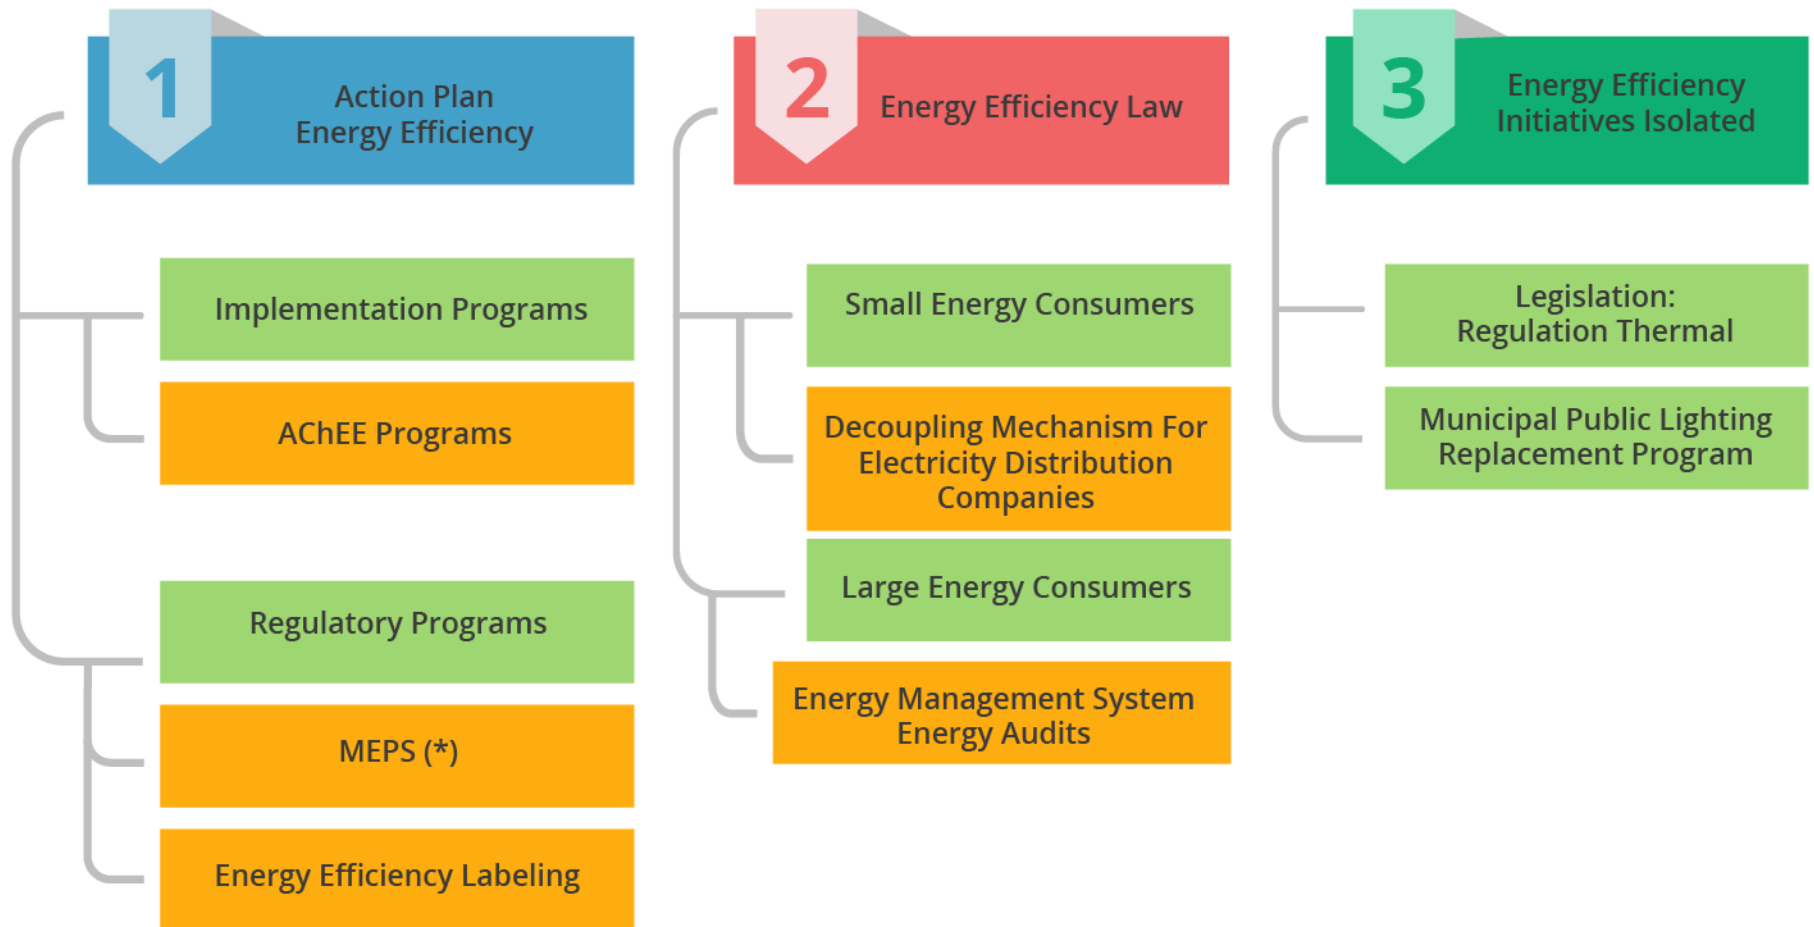 1
Action Plan
Energy Efficiency
Implementation Programs
AChEE Programs
Regulatory Programs
MEPS (*)
Energy Efficiency Labeling
2
Energy Efficiency Law
Small Energy Consumers
Decoupling Mechanism For
Electricity Distribution
Companies
Large Energy Consumers
Energy Management System
Energy Audits
3
Energy Efficiency
Initiatives Isolated
Legislation:
Regulation Thermal
Municipal Public Lighting
Replacement Program